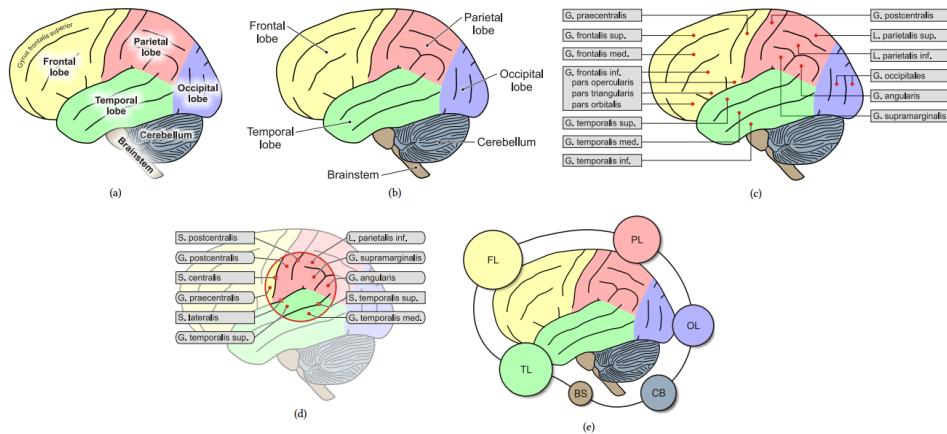 Gyrus frontalis superior
Frontal
lobe
Parietal
lobe
Occipital
lobe
Temporal
lobe
Cerebellum
Brainstem
(a)
Frontal
lobe
Parietal
lobe
Occipital
lobe
Temporal
lobe
Cerebellum
Brainstem
(b)
G. praecentralis
G. frontalis sup.
G. frontalis med.
G. frontalis inf.
pars opercularis
pars triangularis
pars orbitalis
G. temporalis sup.
G. temporalis med.
G. temporalis inf.
G. postcentralis
L. parietalis sup.
L. parietalis inf.
G. occipitales
G. angularis
G. supramarginalis
(c)
S. postcentralis
G. postcentralis
S. centralis
G. praecentralis
S. lateralis
G. temporalis sup.
L. parietalis inf.
G. supramarginalis
G. angularis
S. temporalis sup.
G. temporalis med.
(d)
FL
PL
OL
TL
BS
CB
(e)